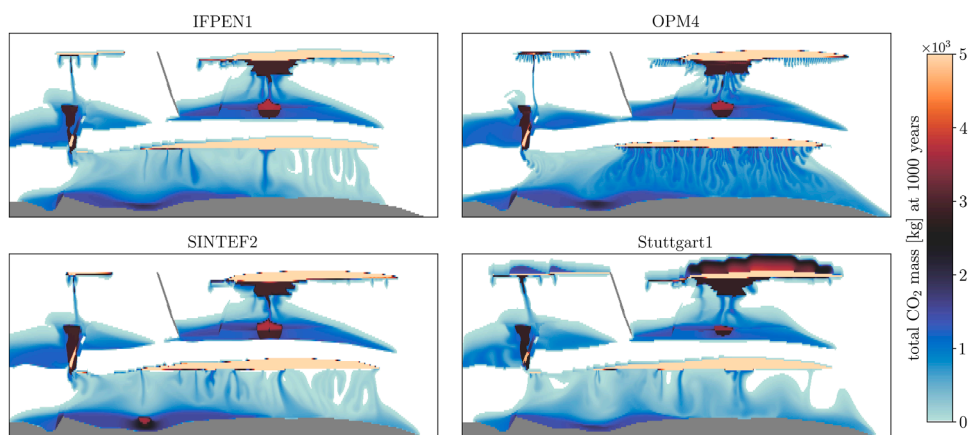 IFPEN1
OPM4
SINTEF2
Stuttgart1
×10³
5
4
3
2
1
0
total CO₂ mass [kg] at 1000 years